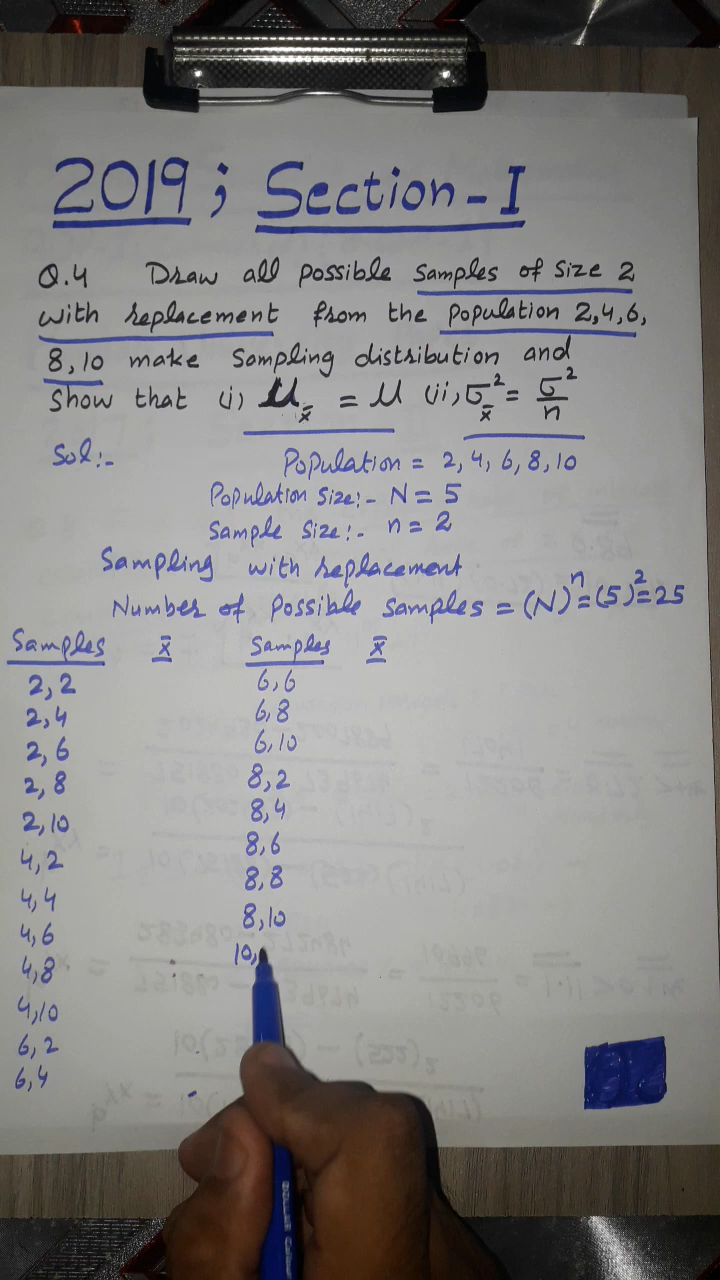 2019; Section-I
Q.4 Draw all possible samples of size 2
with replacement from the population 2,4,6,
8,10 make Sampling distribution and
Show that (i) μx̄ = μ (ii) σ²x̄ = σ²/n
Sol:-
Population = 2, 4, 6, 8, 10
Population Size:- N = 5
Sample Size:- n = 2
Sampling with replacement
Number of Possible samples = (N)ⁿ = (5)² = 25
Samples x̄ Samples x̄
2,2 6,6
2,4 6,8
2,6 6,10
2,8 8,2
2,10 8,4
4,2 8,6
4,4 8,8
4,6 8,10
4,8 10,
4,10
6,2
6,4